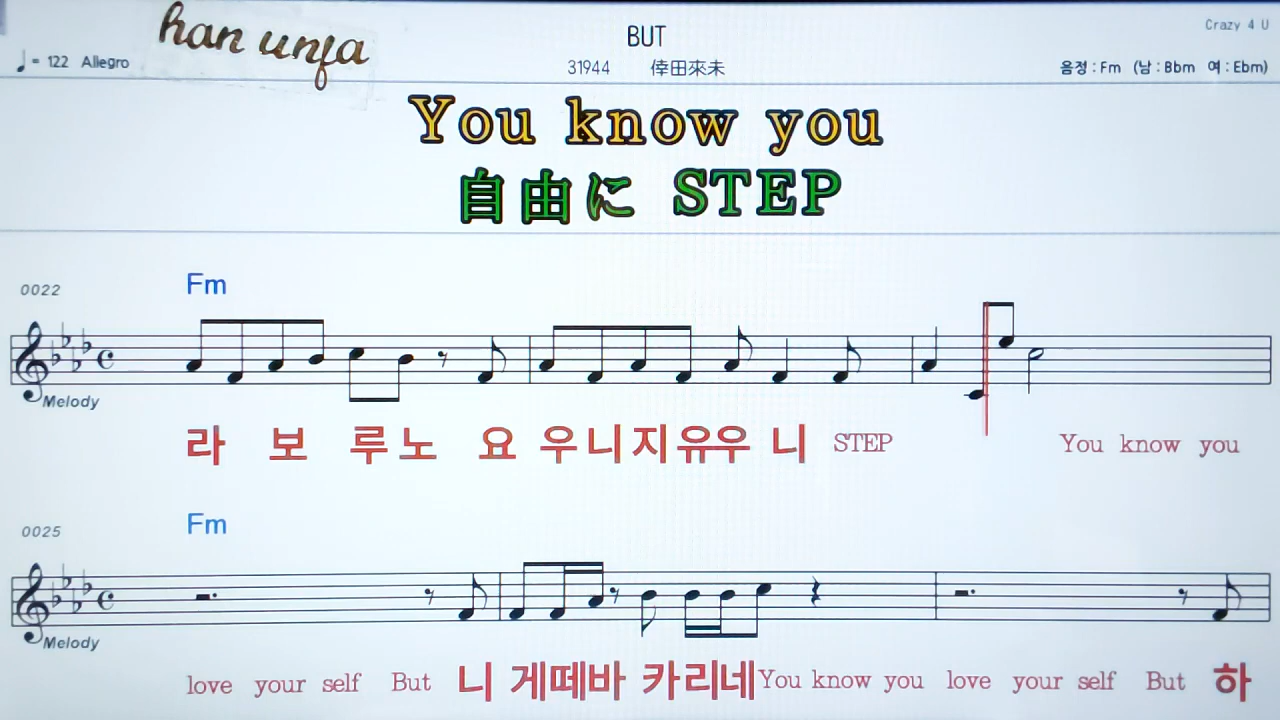 han unfa
BUT
Crazy 4 U
♩= 122 Allegro
31944 倖田來未
음정 : Fm (남 : Bbm 여 : Ebm)
You know you
自由に STEP
0022
Fm
Melody
라 보 루 노 요 우 니 지 유 우 니 STEP You know you
0025
Fm
Melody
love your self But 니 게 떼 바 카 리 네 You know you love your self But 하